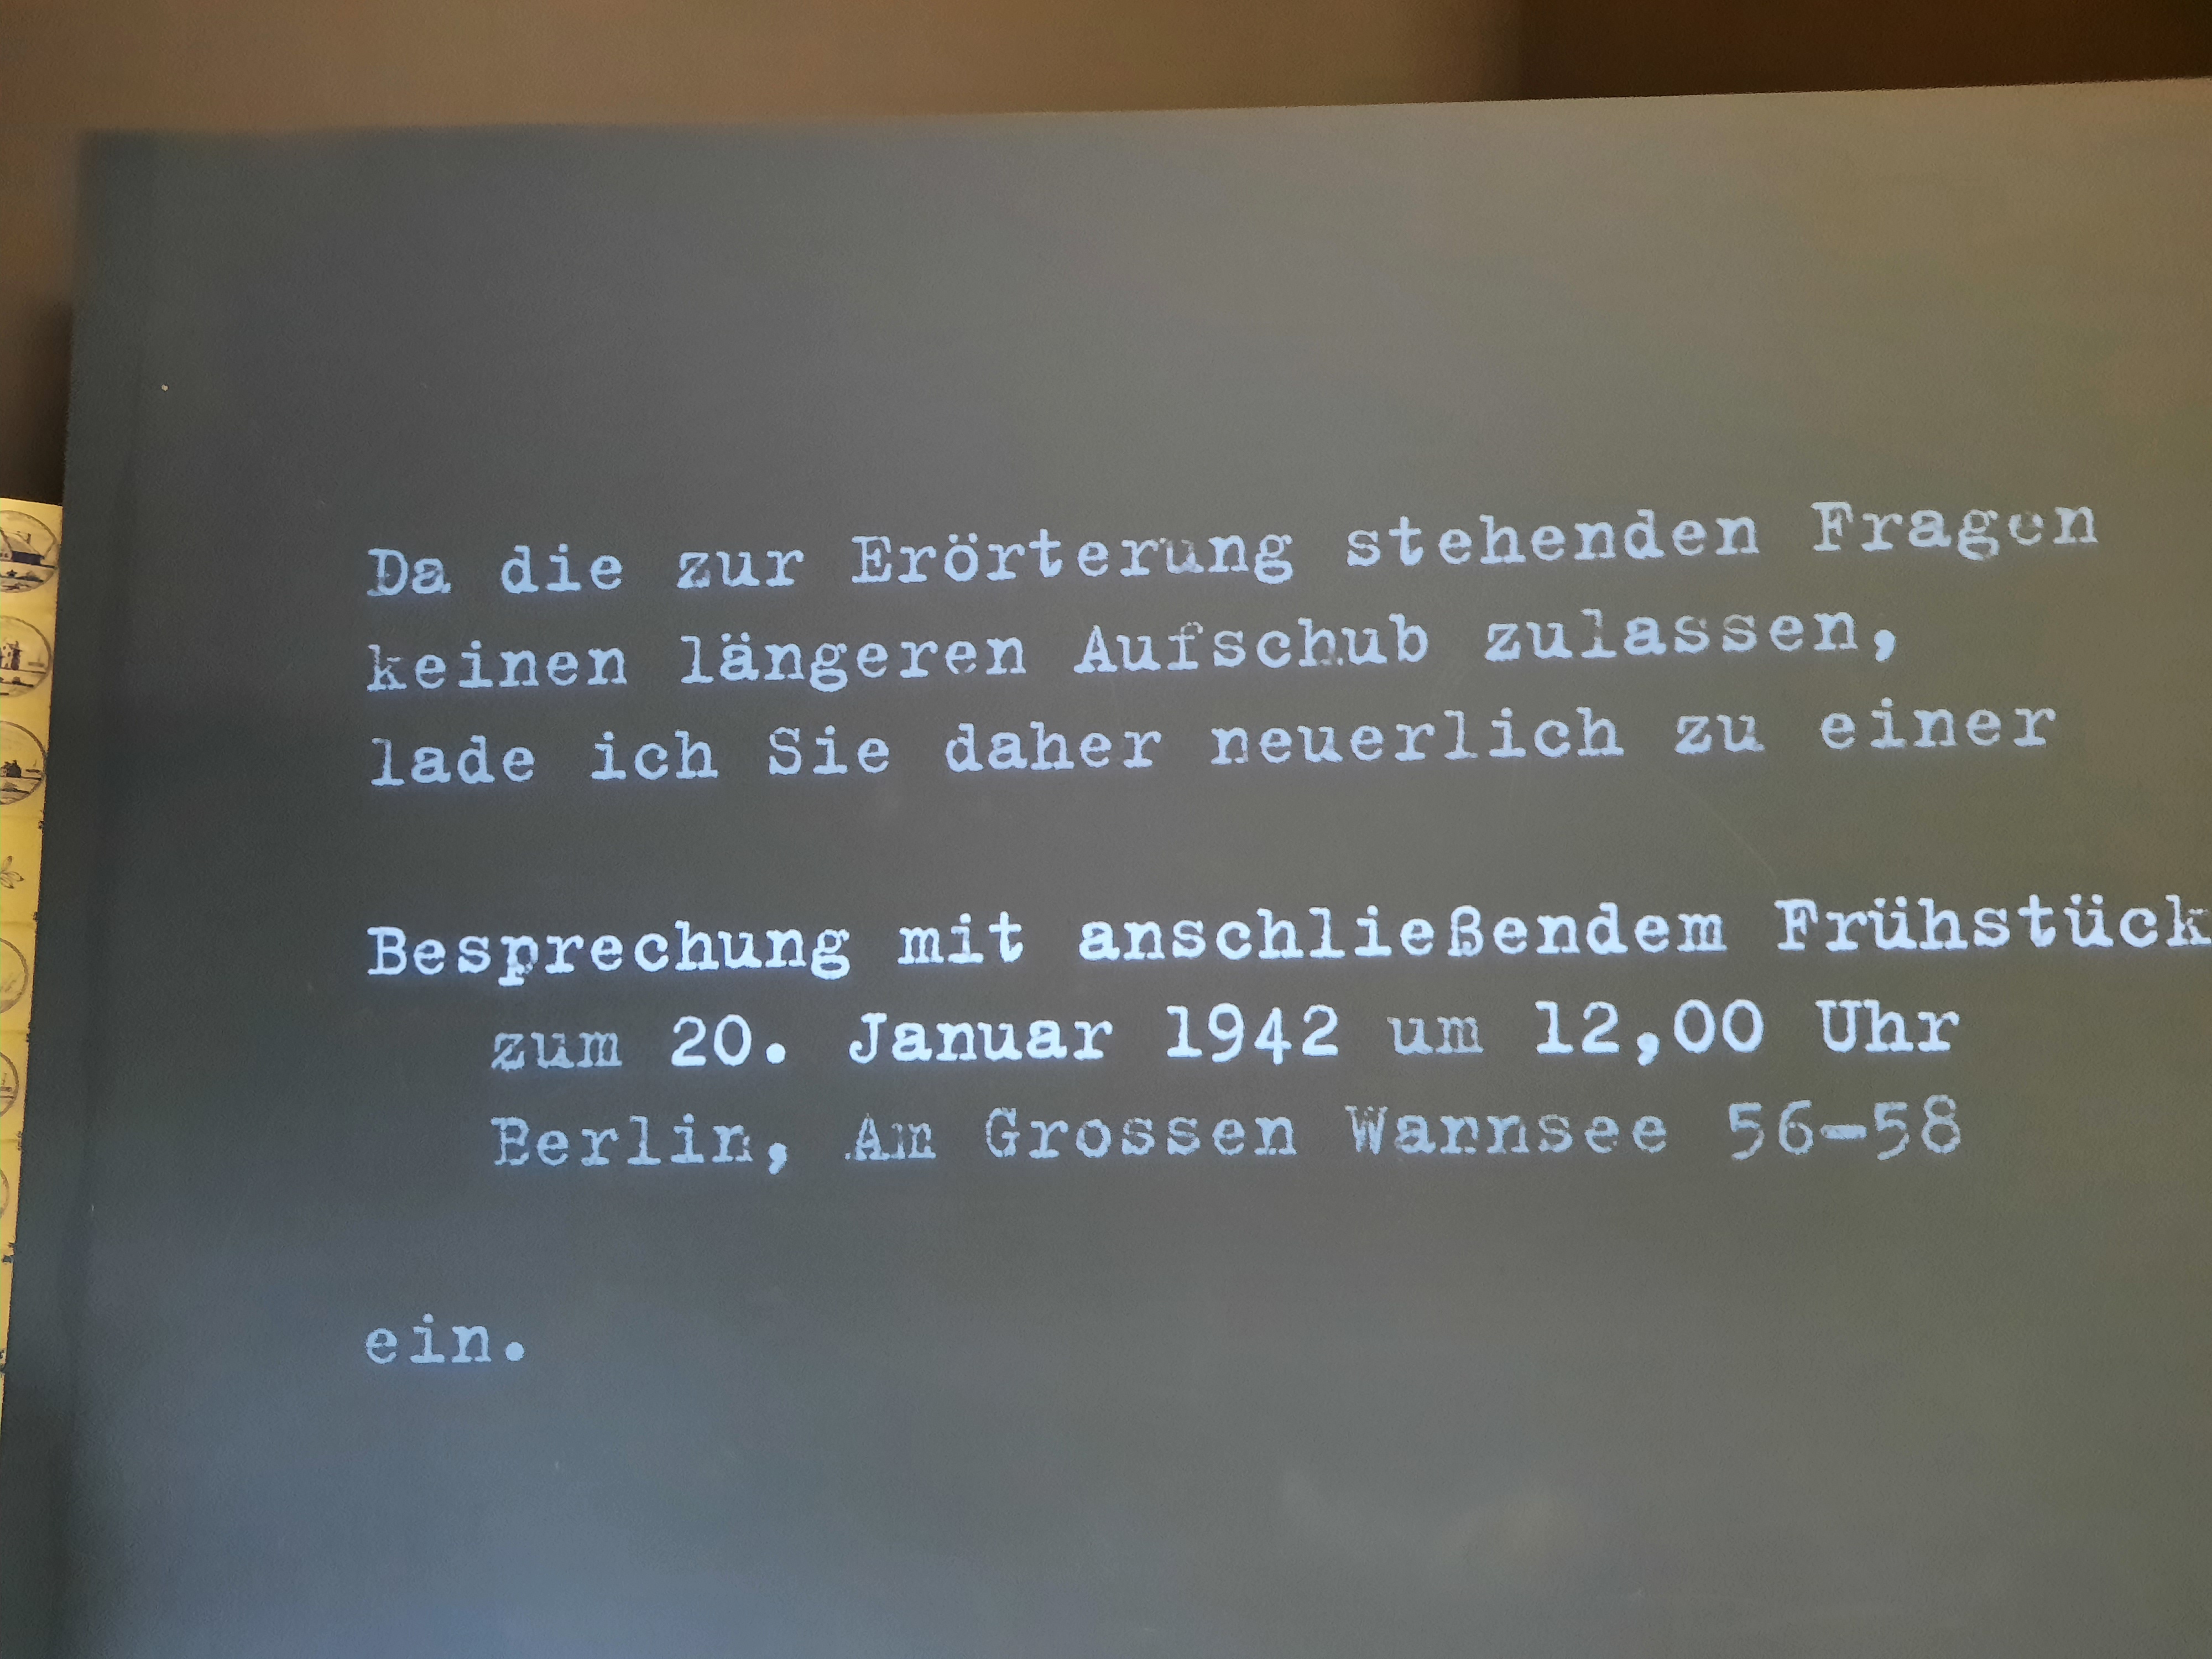 Da die zur Erörterung stehenden Fragen
keinen längeren Aufschub zulassen,
lade ich Sie daher neuerlich zu einer
Besprechung mit anschließendem Frühstück
zum 20. Januar 1942 um 12,00 Uhr
Berlin, Am Grossen Wannsee 56-58
ein.